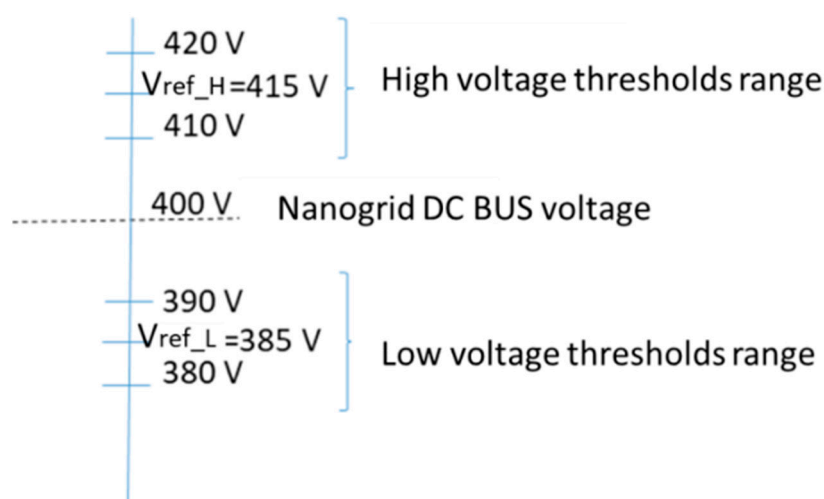 420 V
Vref_H=415 V
High voltage thresholds range
410 V
400 V
Nanogrid DC BUS voltage
390 V
Vref_L =385 V
Low voltage thresholds range
380 V